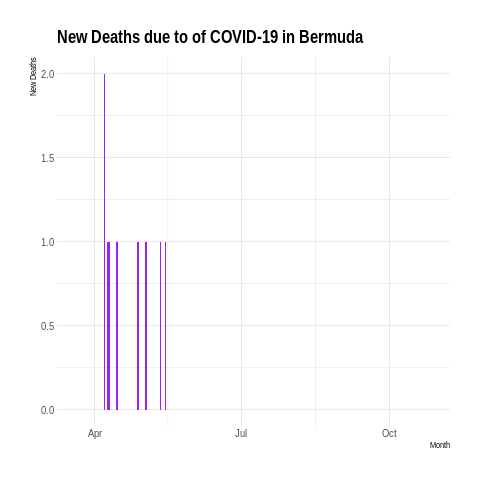 New Deaths due to of COVID-19 in Bermuda
New Deaths
2.0
1.5
1.0
0.5
0.0
Apr
Jul
Oct
Month